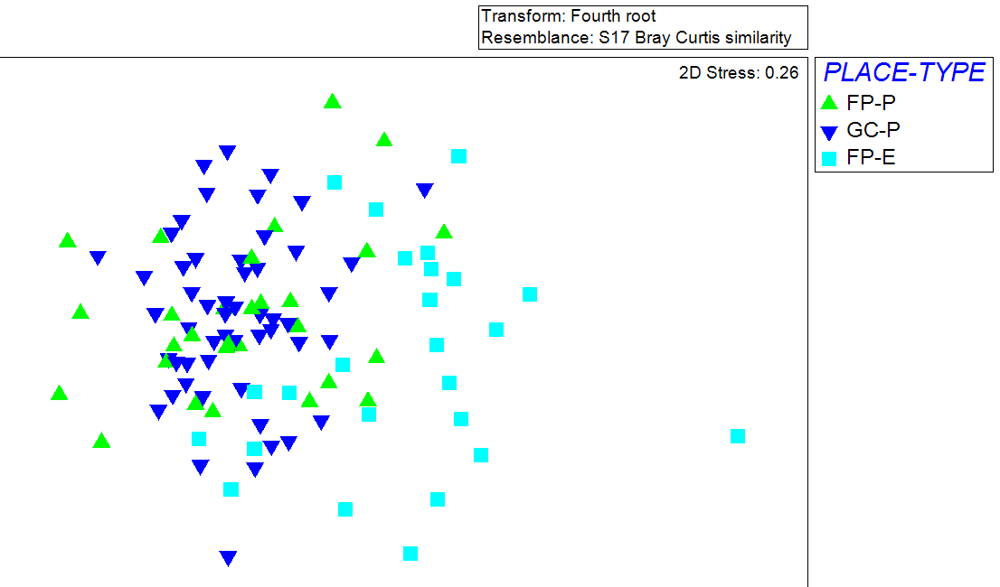 Transform: Fourth root
Resemblance: S17 Bray Curtis similarity
2D Stress: 0.26
PLACE-TYPE
FP-P
GC-P
FP-E